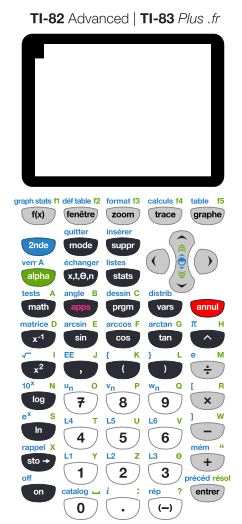 TI-82 Advanced | TI-83 Plus .fr
graph stats f1 déf table f2 format f3 calculs f4 table f5
f(x) fenêtre zoom trace graphe
quitter insérer
2nde mode suppr
verr A échanger listes
alpha x,t,Θ,n stats
tests A angle B dessin C distrib
math apps prgm vars annul
matrice D arcsin E arccos F arctan G π H
x⁻¹ sin cos tan ^
√‾ I EE J { K } L e M
x² , ( ) ÷
10ˣ N uₙ O vₙ P wₙ Q [ R
log 7 8 9 ×
eˣ S L4 T L5 U L6 V ] W
ln 4 5 6 −
rappel X L1 Y L2 Z L3 Θ mém "
sto → 1 2 3 +
off catalog ⎵ i : rép ? précéd résol
on 0 . (−) entrer